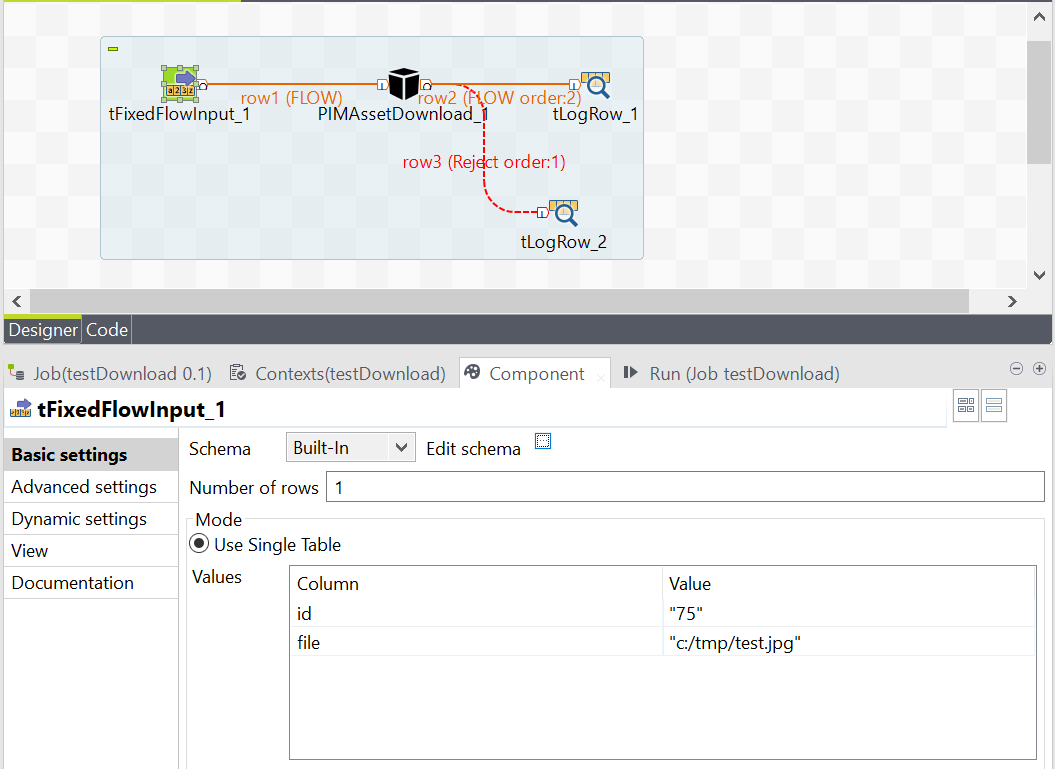 row1 (FLOW)
row2 (FLOW order:2)
tFixedFlowInput_1
PIMAssetDownload_1
tLogRow_1
row3 (Reject order:1)
tLogRow_2
Designer
Code
Job(testDownload 0.1)
Contexts(testDownload)
Component
Run (Job testDownload)
tFixedFlowInput_1
Basic settings
Advanced settings
Dynamic settings
View
Documentation
Schema
Built-In
Edit schema
Number of rows
1
Mode
Use Single Table
Values
Column
Value
id
"75"
file
"c:/tmp/test.jpg"